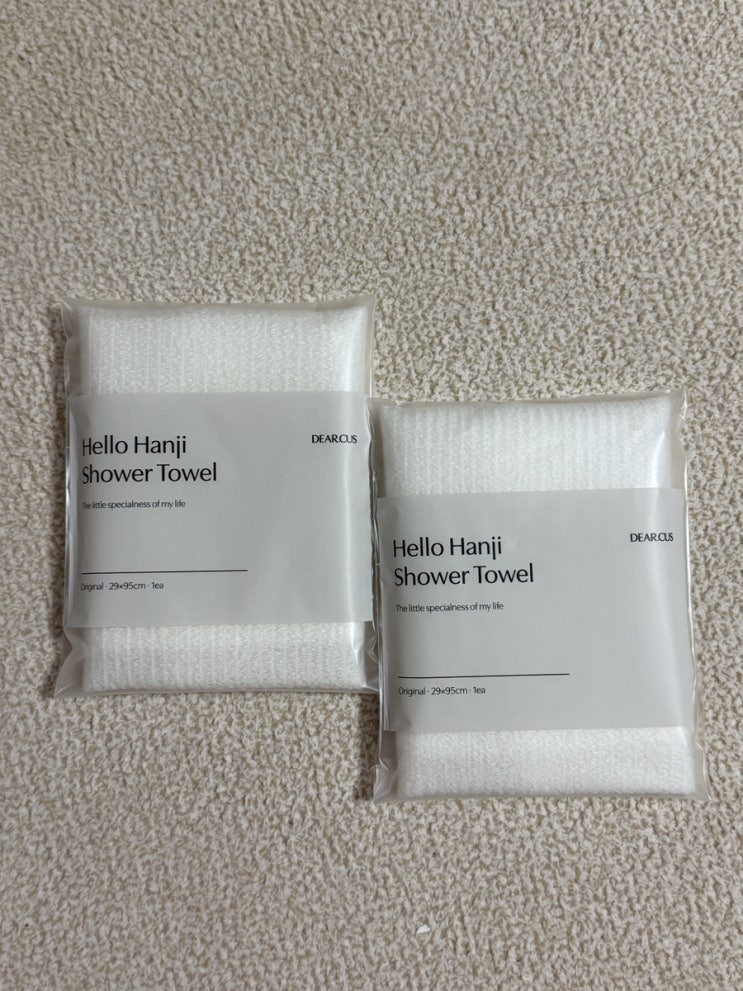 Hello Hanji
Shower Towel
DEAR.CUS
The little specialness of my life
Original · 29×95cm · 1ea
Hello Hanji
Shower Towel
DEAR.CUS
The little specialness of my life
Original · 29×95cm · 1ea